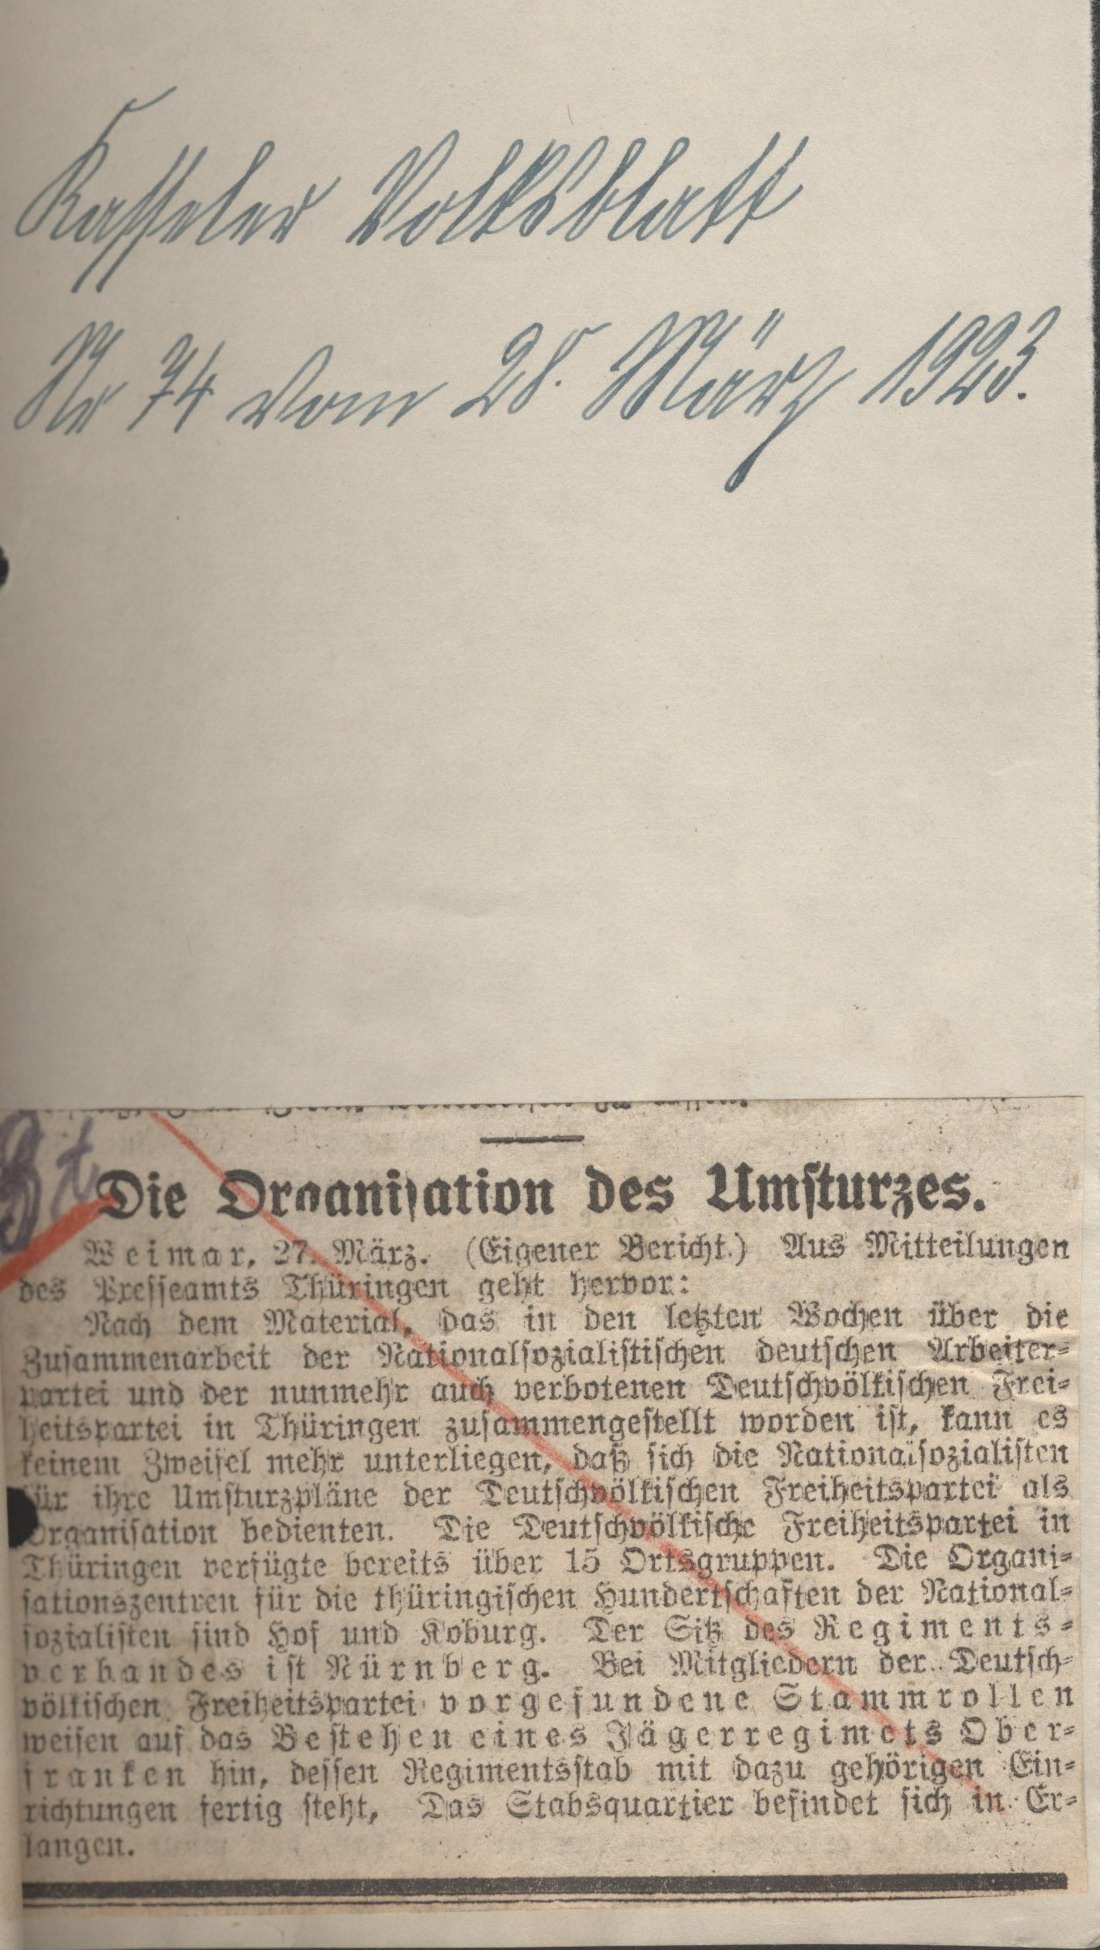 Kasseler Volksblatt
Nr 74 vom 28. März 1923.
Die Organisation des Umsturzes.
Weimar, 27. März. (Eigener Bericht.) Aus Mitteilungen
des Presseamts Thüringen geht hervor:
Nach dem Material, das in den letzten Wochen über die
Zusammenarbeit der Nationalsozialistischen deutschen Arbeiter-
partei und der nunmehr auch verbotenen Deutschvölkischen Frei-
heitspartei in Thüringen zusammengestellt worden ist, kann es
keinem Zweifel mehr unterliegen, daß sich die Nationalsozialisten
für ihre Umsturzpläne der Deutschvölkischen Freiheitspartei als
Organisation bedienten. Die Deutschvölkische Freiheitspartei in
Thüringen verfügte bereits über 15 Ortsgruppen. Die Organi-
sationszentren für die thüringischen Hundertschaften der National-
sozialisten sind Hof und Koburg. Der Sitz des Regiments-
verbandes ist Nürnberg. Bei Mitgliedern der Deutsch-
völkischen Freiheitspartei vorgefundene Stammrollen
weisen auf das Bestehen eines Jägerregimets Ober-
franken hin, dessen Regimentsstab mit dazu gehörigen Ein-
richtungen fertig steht, Das Stabsquartier befindet sich in Er-
langen.